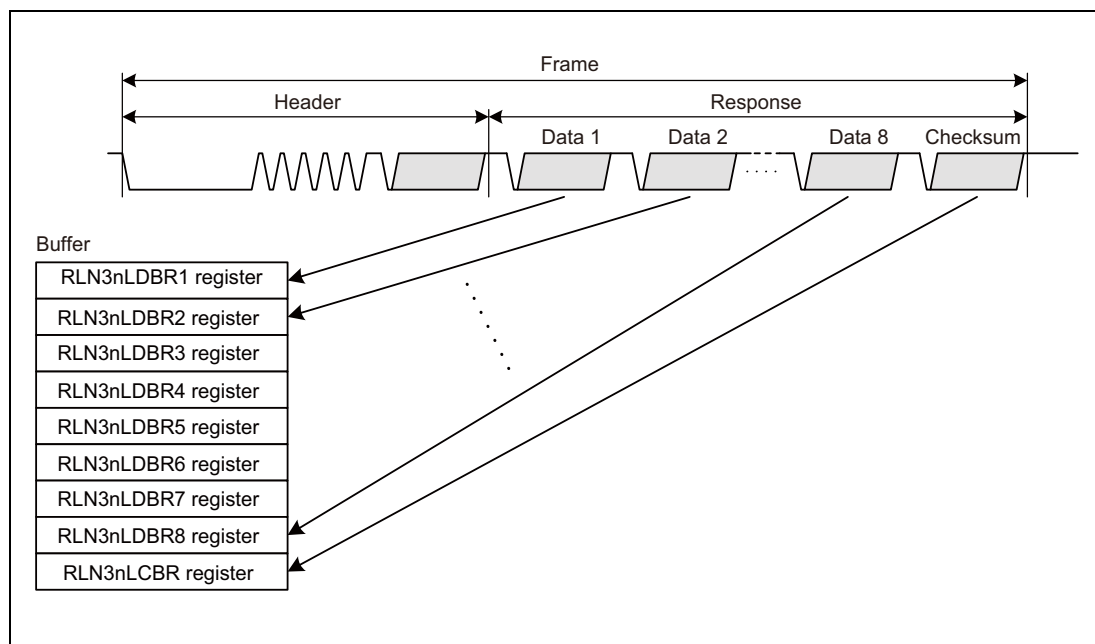 Frame
Header
Response
Data 1
Data 2
Data 8
Checksum
Buffer
RLN3nLDBR1 register
RLN3nLDBR2 register
RLN3nLDBR3 register
RLN3nLDBR4 register
RLN3nLDBR5 register
RLN3nLDBR6 register
RLN3nLDBR7 register
RLN3nLDBR8 register
RLN3nLCBR register